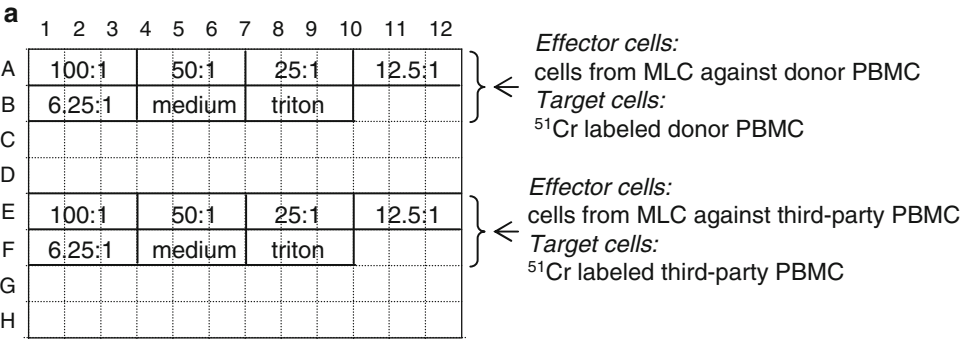 a
1 2 3 4 5 6 7 8 9 10 11 12
A 100:1 50:1 25:1 12.5:1
B 6.25:1 medium triton
C
D
E 100:1 50:1 25:1 12.5:1
F 6.25:1 medium triton
G
H
Effector cells:
cells from MLC against donor PBMC
Target cells:
⁵¹Cr labeled donor PBMC
Effector cells:
cells from MLC against third-party PBMC
Target cells:
⁵¹Cr labeled third-party PBMC